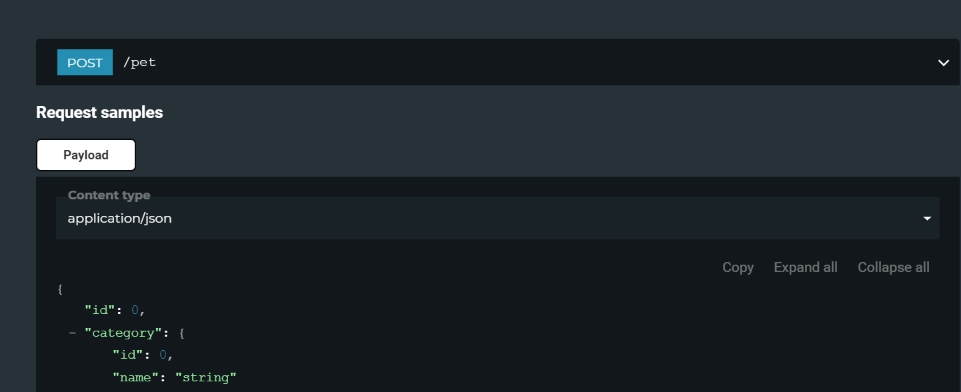 POST /pet
Request samples
Payload
Content type
application/json
Copy Expand all Collapse all
{
"id": 0,
- "category": {
"id": 0,
"name": "string"